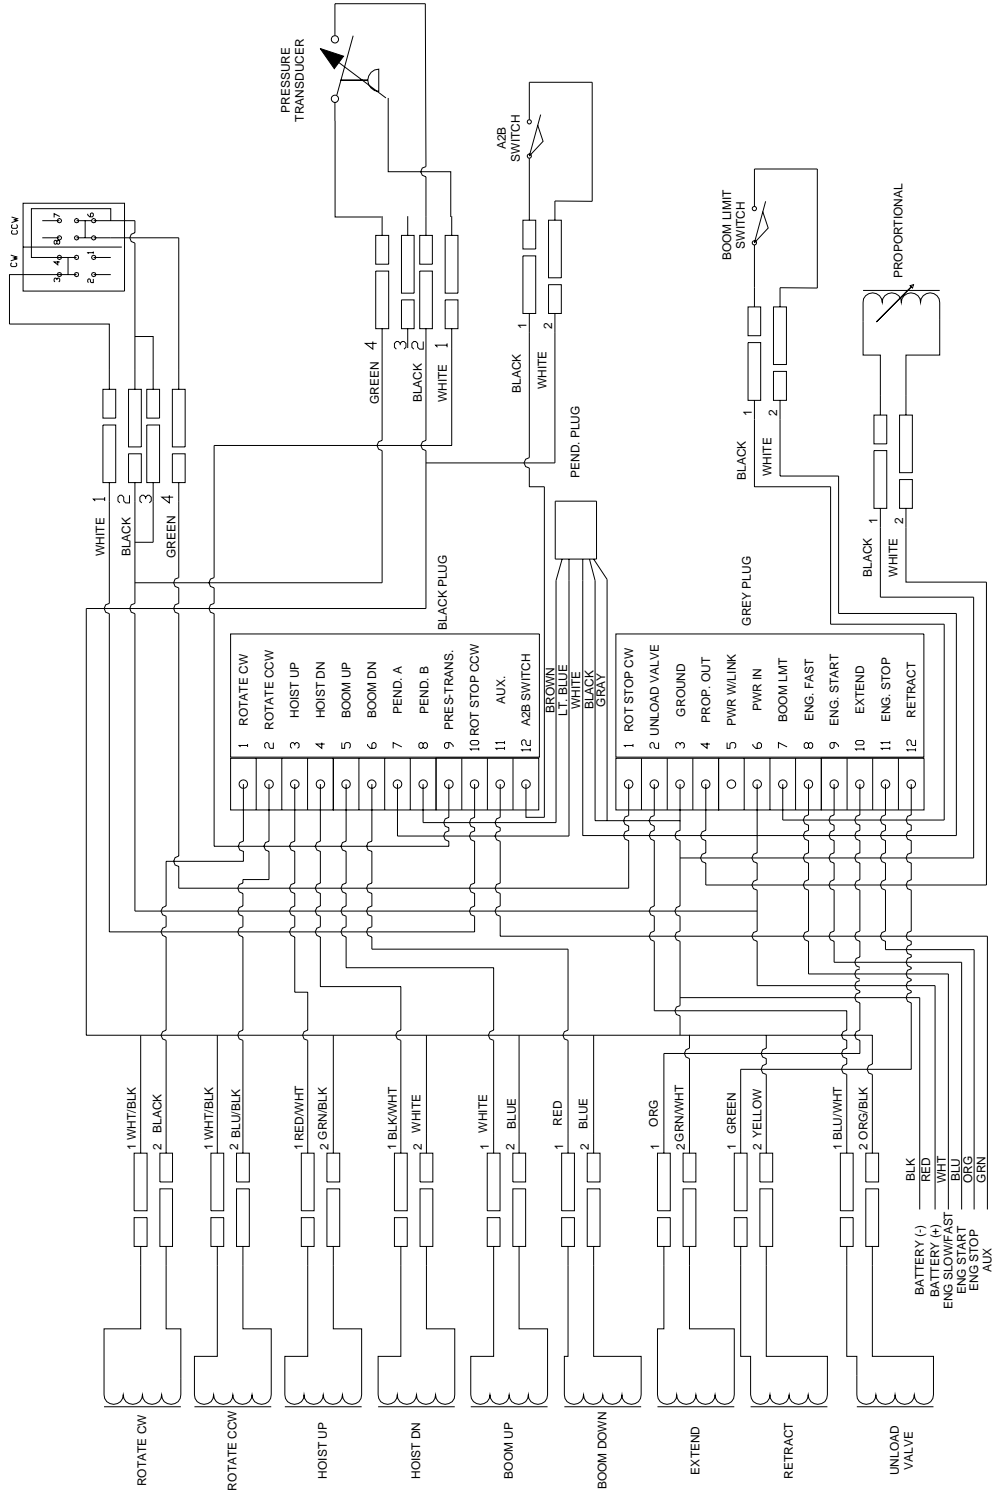 CW CCW
3 4 8 7
2 1 6
PRESSURE
TRANSDUCER
A2B
SWITCH
BOOM LIMIT
SWITCH
PROPORTIONAL
WHITE 1
BLACK 2
3
GREEN 4
GREEN 4
3
BLACK 2
WHITE 1
BLACK 1
WHITE 2
BLACK 1
WHITE 2
BLACK 1
WHITE 2
PEND. PLUG
BLACK PLUG
1 ROTATE CW
2 ROTATE CCW
3 HOIST UP
4 HOIST DN
5 BOOM UP
6 BOOM DN
7 PEND. A
8 PEND. B
9 PRES-TRANS.
10 ROT STOP CCW
11 AUX.
12 A2B SWITCH
BROWN
LT. BLUE
WHITE
BLACK
GRAY
GREY PLUG
1 ROT STOP CW
2 UNLOAD VALVE
3 GROUND
4 PROP. OUT
5 PWR W/LINK
6 PWR IN
7 BOOM LMT
8 ENG. FAST
9 ENG. START
10 EXTEND
11 ENG. STOP
12 RETRACT
1 WHT/BLK
2 BLACK
1 WHT/BLK
2 BLU/BLK
1 RED/WHT
2 GRN/BLK
1 BLK/WHT
2 WHITE
1 WHITE
2 BLUE
1 RED
2 BLUE
1 ORG
2 GRN/WHT
1 GREEN
2 YELLOW
1 BLU/WHT
2 ORG/BLK
BATTERY (-) BLK
BATTERY (+) RED
ENG SLOW/FAST WHT
ENG START BLU
ENG STOP ORG
AUX GRN
ROTATE CW
ROTATE CCW
HOIST UP
HOIST DN
BOOM UP
BOOM DOWN
EXTEND
RETRACT
UNLOAD
VALVE